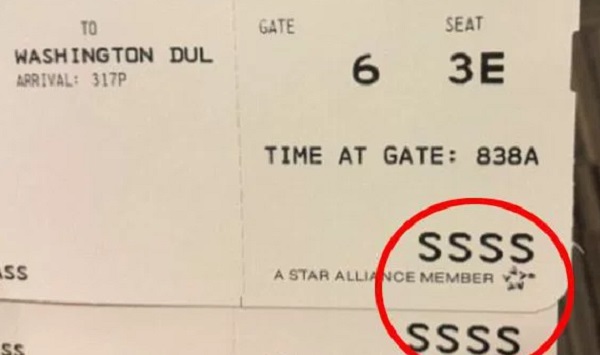 TO
WASHINGTON DUL
ARRIVAL: 317P
GATE
6
SEAT
3E
TIME AT GATE: 838A
SSSS
A STAR ALLIANCE MEMBER
ASS
SSSS
SS